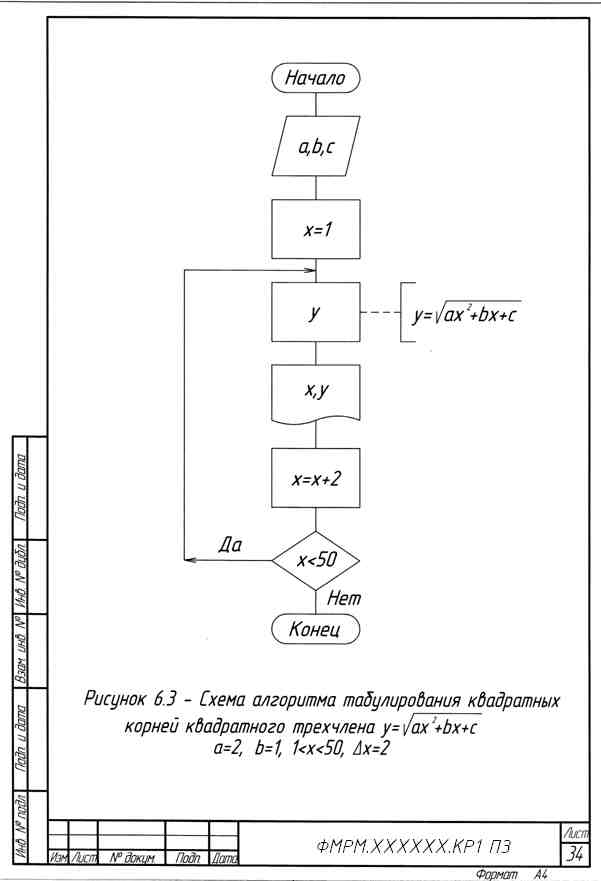 Начало
a,b,c
x=1
y
y=√ax²+bx+c
x,y
x=x+2
Да
x<50
Нет
Конец
Рисунок 6.3 - Схема алгоритма табулирования квадратных
корней квадратного трехчлена y=√ax²+bx+c
a=2, b=1, 1<x<50, Δx=2
Подп. и дата
Инв. № дубл.
Взам. инв. №
Подп. и дата
Инв. № подл.
Изм. Лист № докум. Подп. Дата
ФМРМ.XXXXXX.КР1 ПЗ
Лист
34
Формат А4